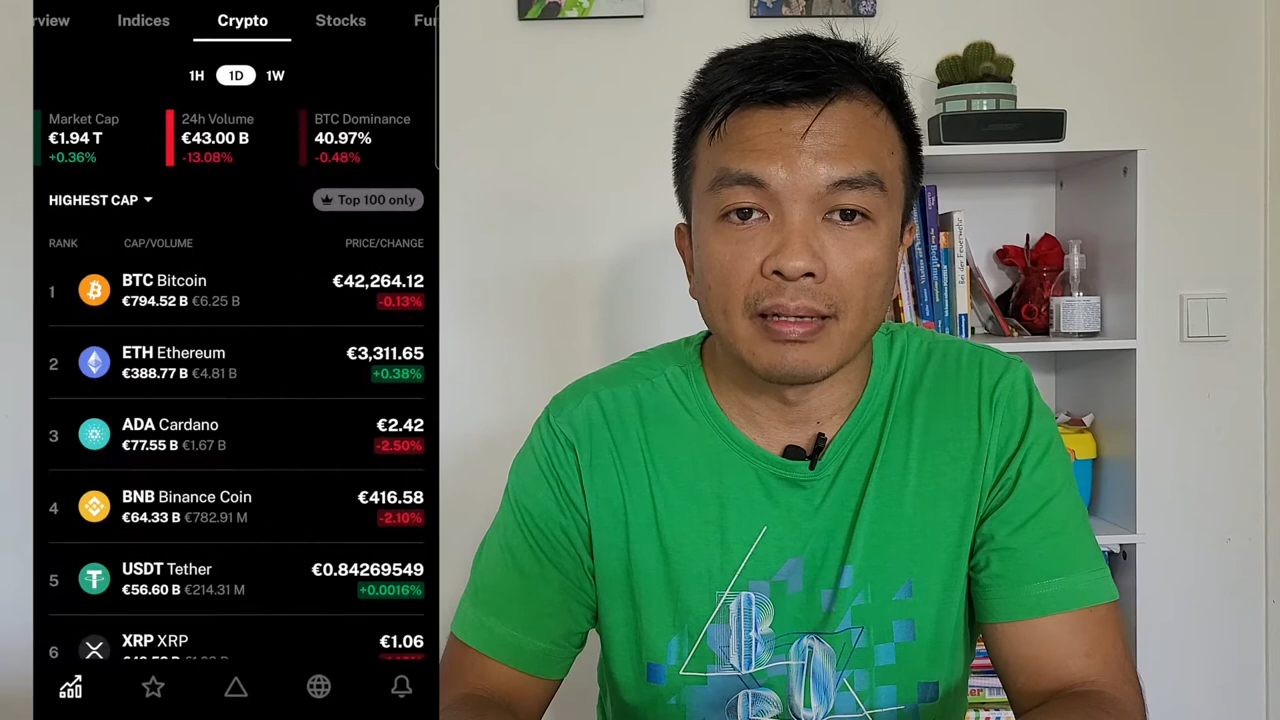 rview Indices Crypto Stocks Fur
1H 1D 1W
Market Cap 24h Volume BTC Dominance
€1.94 T €43.00 B 40.97%
+0.36% -13.08% -0.48%
HIGHEST CAP Top 100 only
RANK CAP/VOLUME PRICE/CHANGE
1 BTC Bitcoin €42,264.12
€794.52 B €6.25 B -0.13%
2 ETH Ethereum €3,311.65
€388.77 B €4.81 B +0.38%
3 ADA Cardano €2.42
€77.55 B €1.67 B -2.50%
4 BNB Binance Coin €416.58
€64.33 B €782.91 M -2.10%
5 USDT Tether €0.84269549
€56.60 B €214.31 M +0.0016%
6 XRP XRP €1.06
Bei der Feuerwehr
B
O